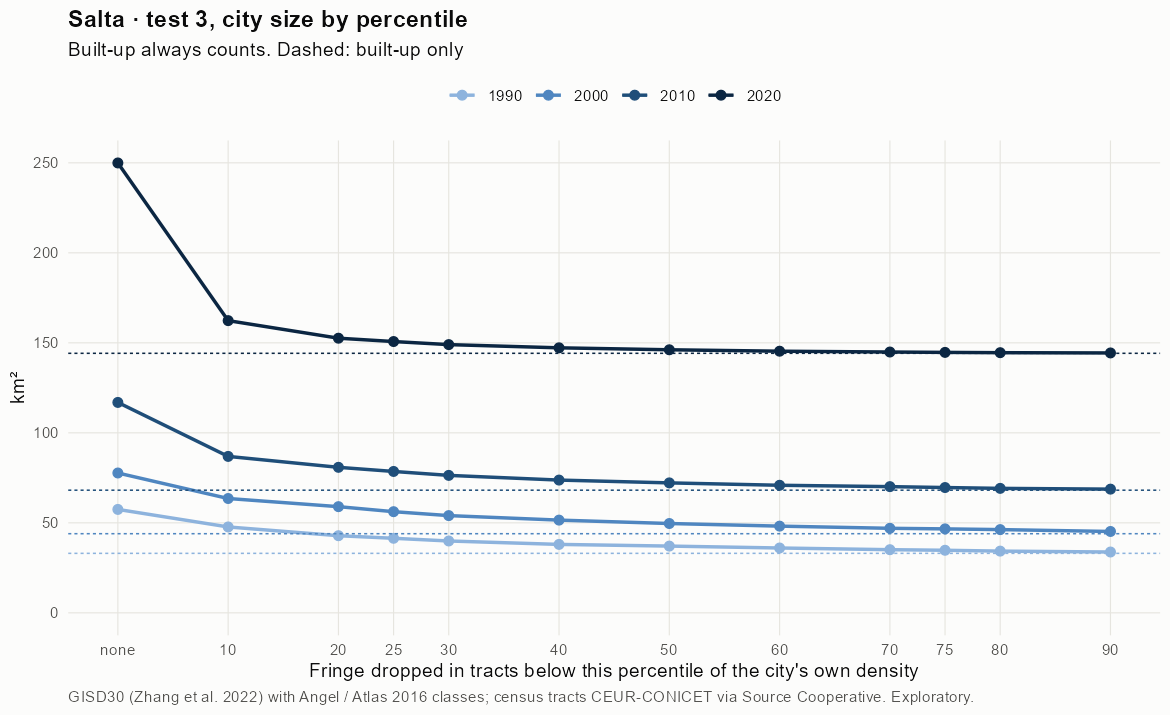 Salta · test 3, city size by percentile
Built-up always counts. Dashed: built-up only
1990 2000 2010 2020
250
200
150
100
50
0
km²
none 10 20 25 30 40 50 60 70 75 80 90
Fringe dropped in tracts below this percentile of the city's own density
GISD30 (Zhang et al. 2022) with Angel / Atlas 2016 classes; census tracts CEUR-CONICET via Source Cooperative. Exploratory.